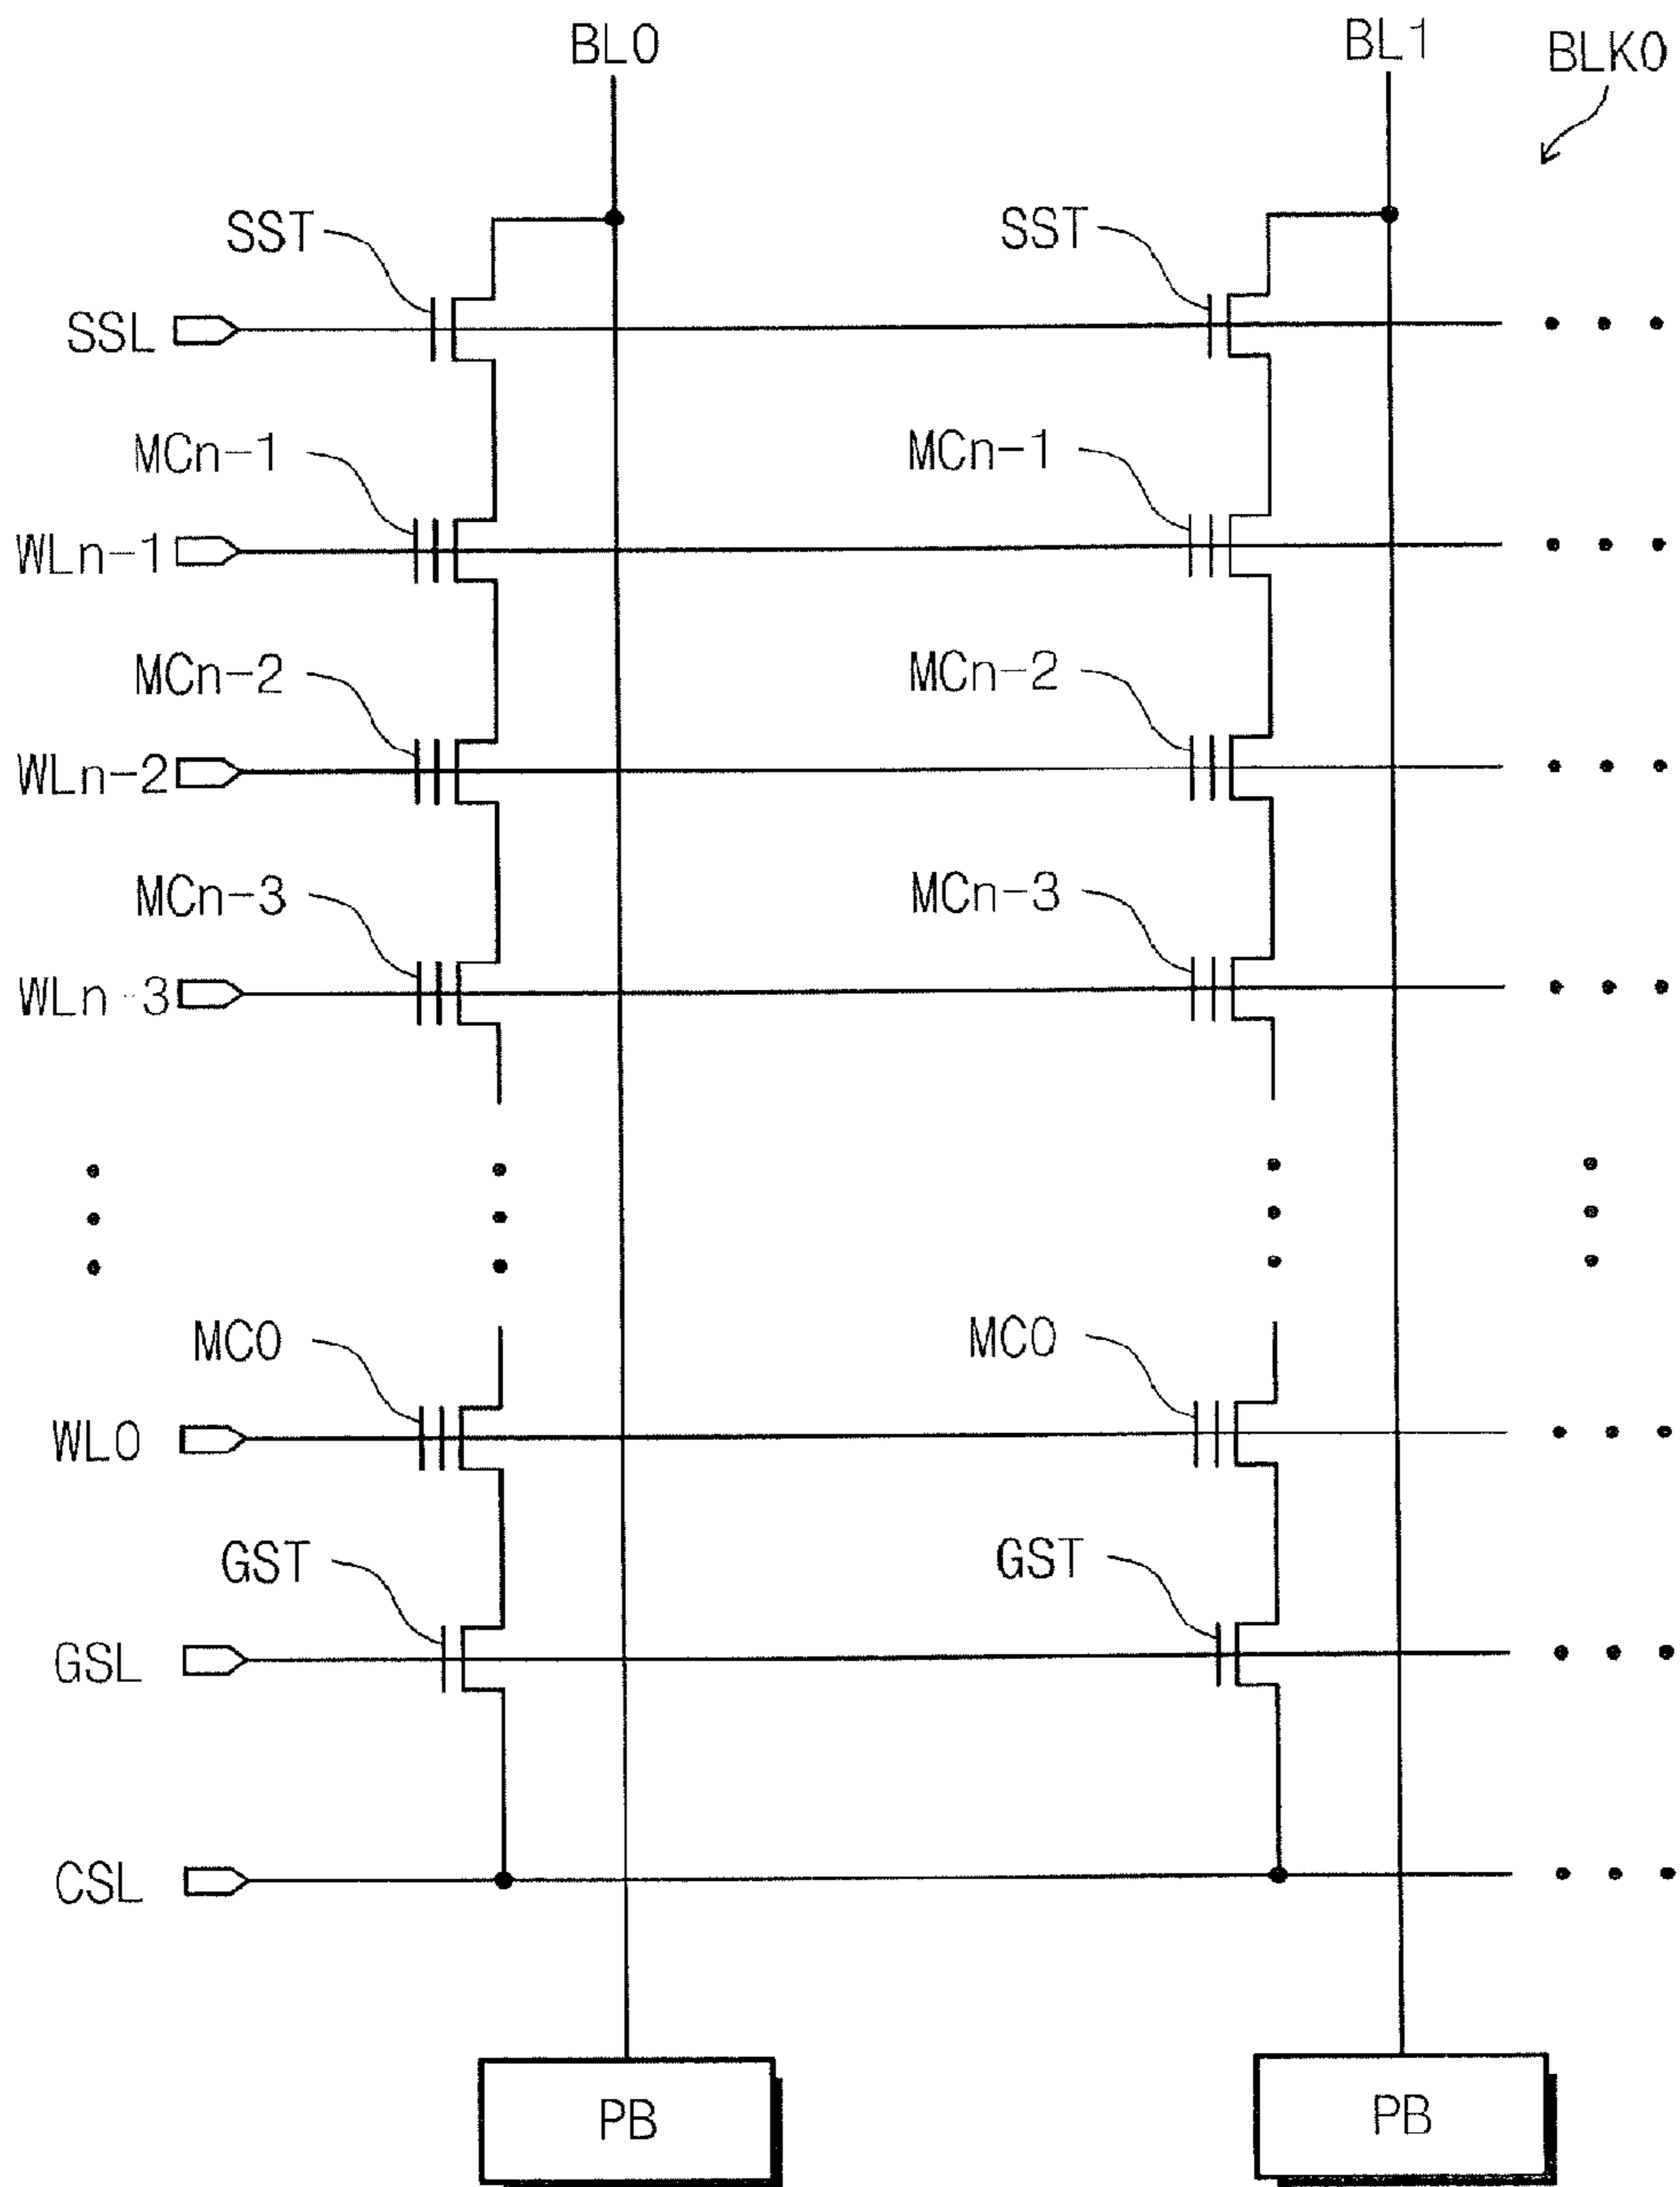 BL0 BL1 BLK0
SST SST
SSL
MCn-1 MCn-1
WLn-1
MCn-2 MCn-2
WLn-2
MCn-3 MCn-3
WLn-3
MC0 MC0
WL0
GST GST
GSL
CSL
PB PB